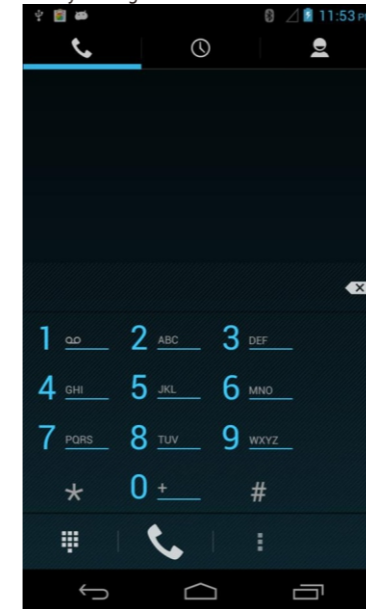 11:53 PM
1 2 ABC 3 DEF
4 GHI 5 JKL 6 MNO
7 PQRS 8 TUV 9 WXYZ
* 0 + #